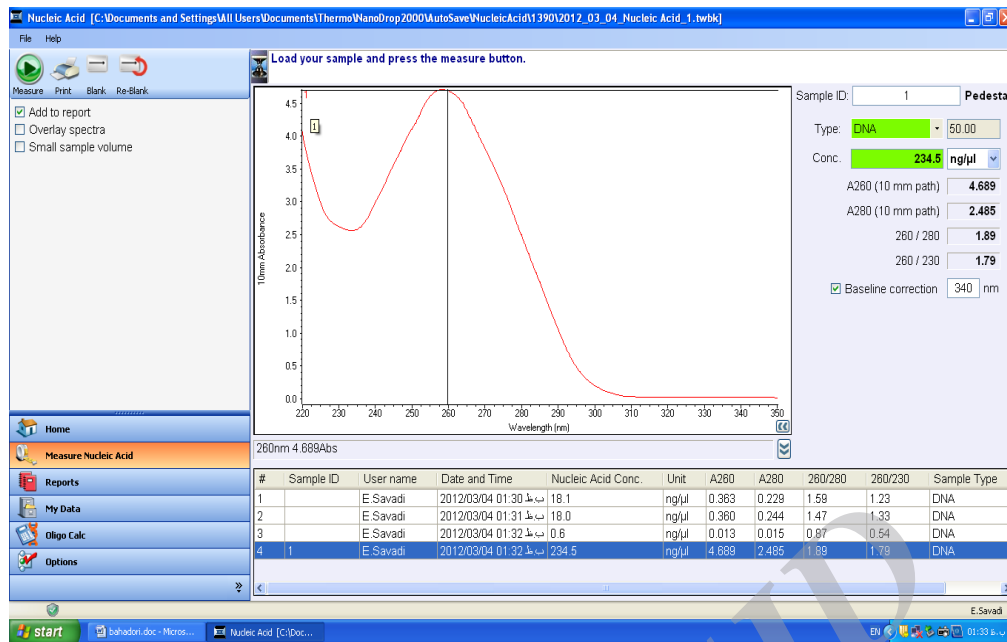 Nucleic Acid [C:\Documents and Settings\All Users\Documents\Thermo\NanoDrop2000\AutoSave\NucleicAcid\1390\2012_03_04_Nucleic Acid_1.twbk]
File Help
Measure Print Blank Re-Blank
Load your sample and press the measure button.
Add to report
Overlay spectra
Small sample volume
Sample ID: 1 Pedesta
Type: DNA 50.00
Conc. 234.5 ng/µl
A260 (10 mm path) 4.689
A280 (10 mm path) 2.485
260 / 280 1.89
260 / 230 1.79
Baseline correction 340 nm
10mm Absorbance
4.5
4.0
3.5
3.0
2.5
2.0
1.5
1.0
0.5
0.0
1
220 230 240 250 260 270 280 290 300 310 320 330 340 350
Wavelength (nm)
260nm 4.689Abs
Home
Measure Nucleic Acid
Reports
My Data
Oligo Calc
Options
# Sample ID User name Date and Time Nucleic Acid Conc. Unit A260 A280 260/280 260/230 Sample Type
1 E.Savadi 2012/03/04 01:30 ب.ظ 18.1 ng/µl 0.363 0.229 1.59 1.23 DNA
2 E.Savadi 2012/03/04 01:31 ب.ظ 18.0 ng/µl 0.360 0.244 1.47 1.33 DNA
3 E.Savadi 2012/03/04 01:32 ب.ظ 0.6 ng/µl 0.013 0.015 0.87 0.54 DNA
4 1 E.Savadi 2012/03/04 01:32 ب.ظ 234.5 ng/µl 4.689 2.485 1.89 1.79 DNA
E.Savadi
start bahadori.doc - Micros... Nucleic Acid [C:\Doc... EN 01:33 ب.ظ